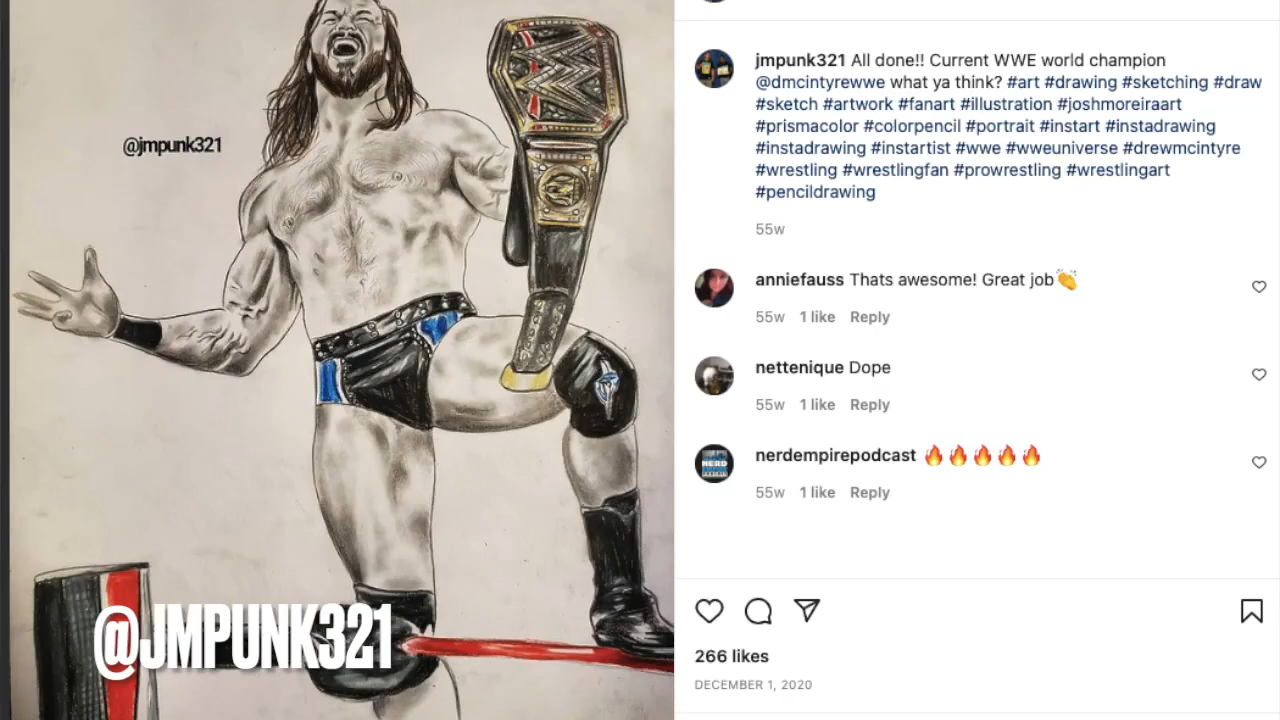 @jmpunk321
@JMPUNK321
jmpunk321 All done!! Current WWE world champion
@dmcintyrewwe what ya think? #art #drawing #sketching #draw
#sketch #artwork #fanart #illustration #joshmoreiraart
#prismacolor #colorpencil #portrait #instart #instadrawing
#instadrawing #instartist #wwe #wweuniverse #drewmcintyre
#wrestling #wrestlingfan #prowrestling #wrestlingart
#pencildrawing
55w
anniefauss Thats awesome! Great job👏
55w 1 like Reply
nettenique Dope
55w 1 like Reply
NERD
nerdempirepodcast 🔥🔥🔥🔥🔥
55w 1 like Reply
266 likes
DECEMBER 1, 2020